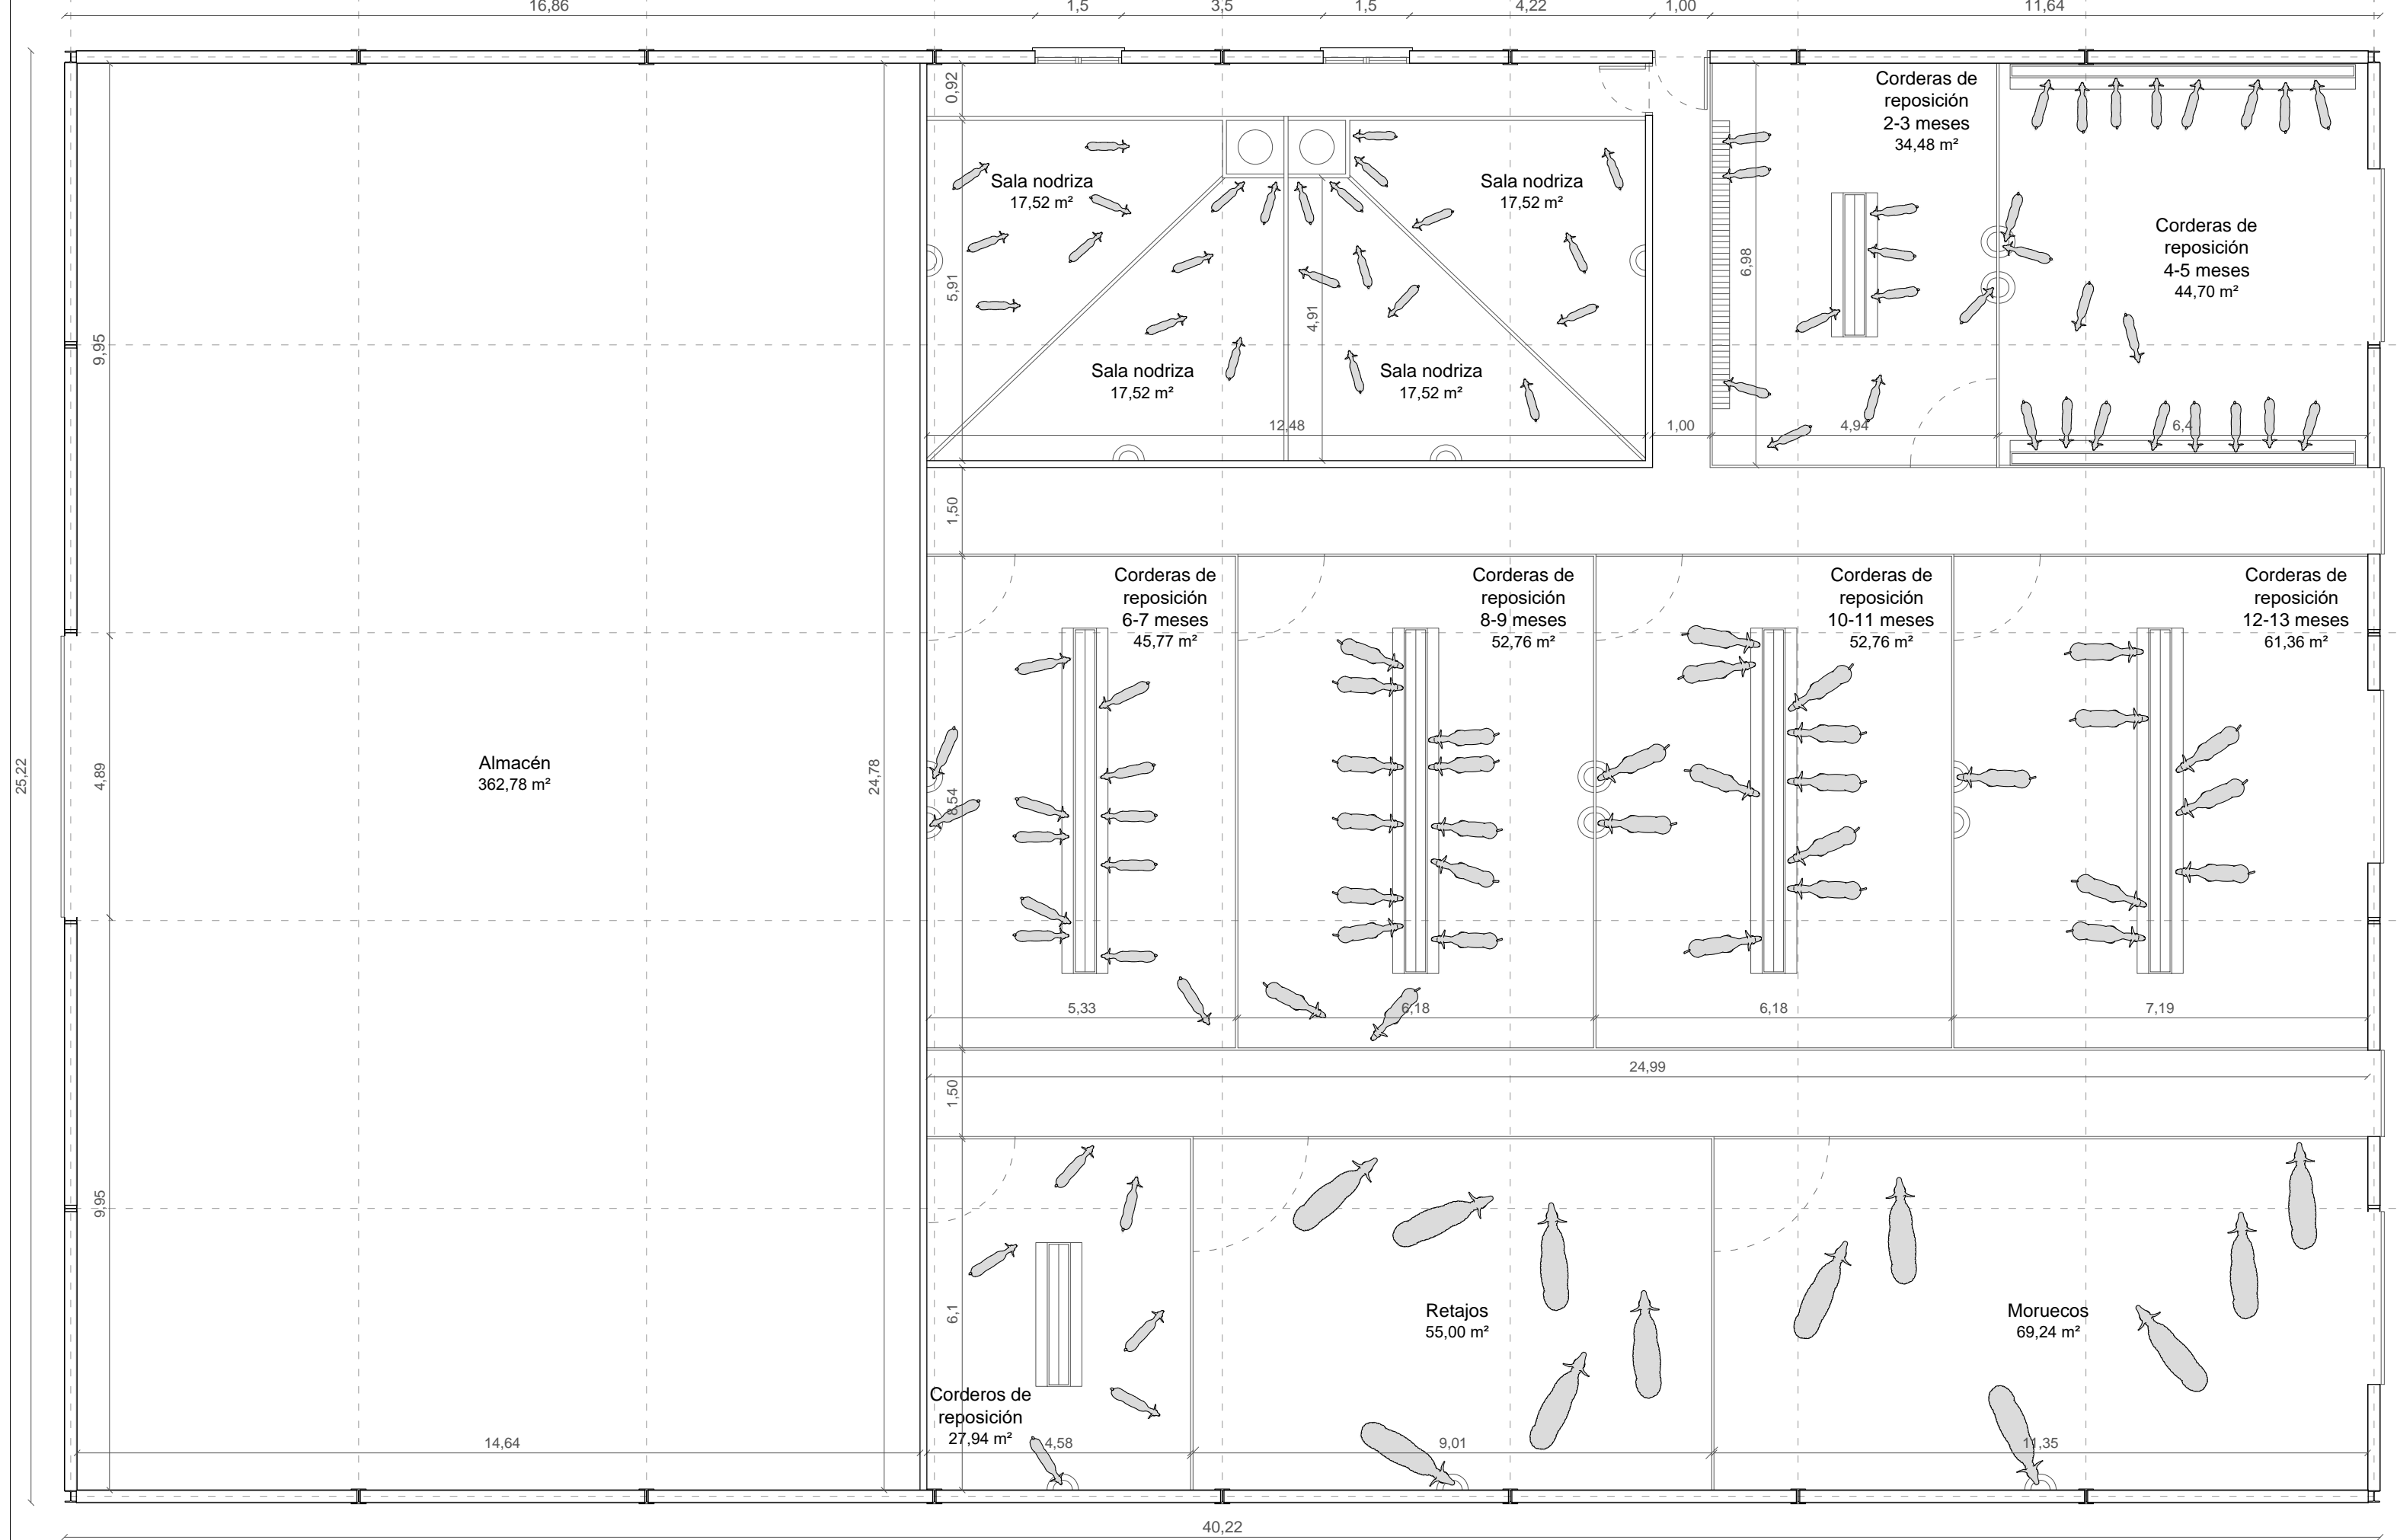 16,86
1,5
3,5
1,5
4,22
1,00
11,64
0,92
Corderas de
reposición
2-3 meses
34,48 m²
Sala nodriza
17,52 m²
Sala nodriza
17,52 m²
Corderas de
reposición
4-5 meses
44,70 m²
5,91
4,91
6,98
9,95
Sala nodriza
17,52 m²
Sala nodriza
17,52 m²
12,48
1,00
4,94
6,4
1,50
Corderas de
reposición
6-7 meses
45,77 m²
Corderas de
reposición
8-9 meses
52,76 m²
Corderas de
reposición
10-11 meses
52,76 m²
Corderas de
reposición
12-13 meses
61,36 m²
Almacén
362,78 m²
25,22
4,89
24,78
8,54
5,33
6,18
6,18
7,19
24,99
1,50
9,95
6,1
Retajos
55,00 m²
Moruecos
69,24 m²
Corderos de
reposición
27,94 m²
14,64
4,58
9,01
11,35
40,22